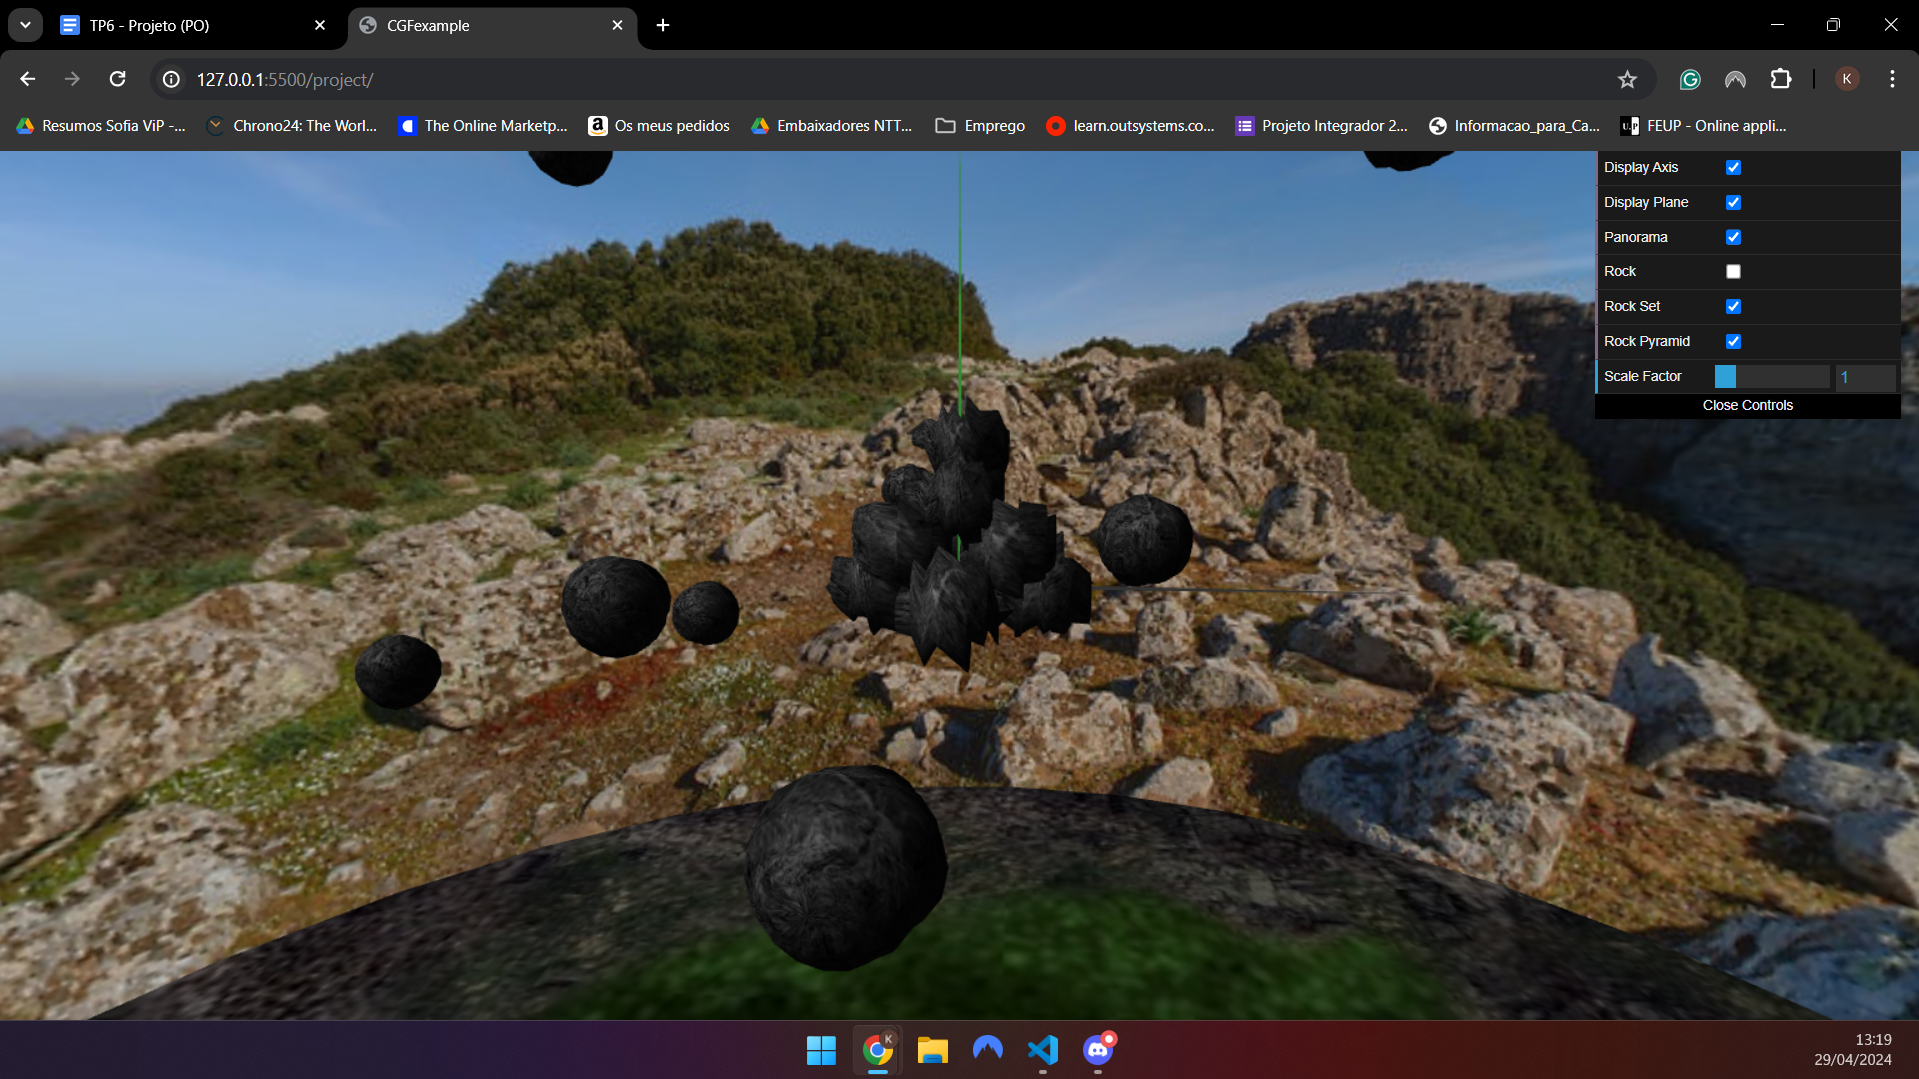 TP6 - Projeto (PO)
CGFexample
127.0.0.1:5500/project/
K
Resumos Sofia ViP -...
Chrono24: The Worl...
The Online Marketp...
a
Os meus pedidos
Embaixadores NTT...
Emprego
learn.outsystems.co...
Projeto Integrador 2...
Informacao_para_Ca...
FEUP - Online appli...
Display Axis
Display Plane
Panorama
Rock
Rock Set
Rock Pyramid
Scale Factor 1
Close Controls
K
13:19
29/04/2024